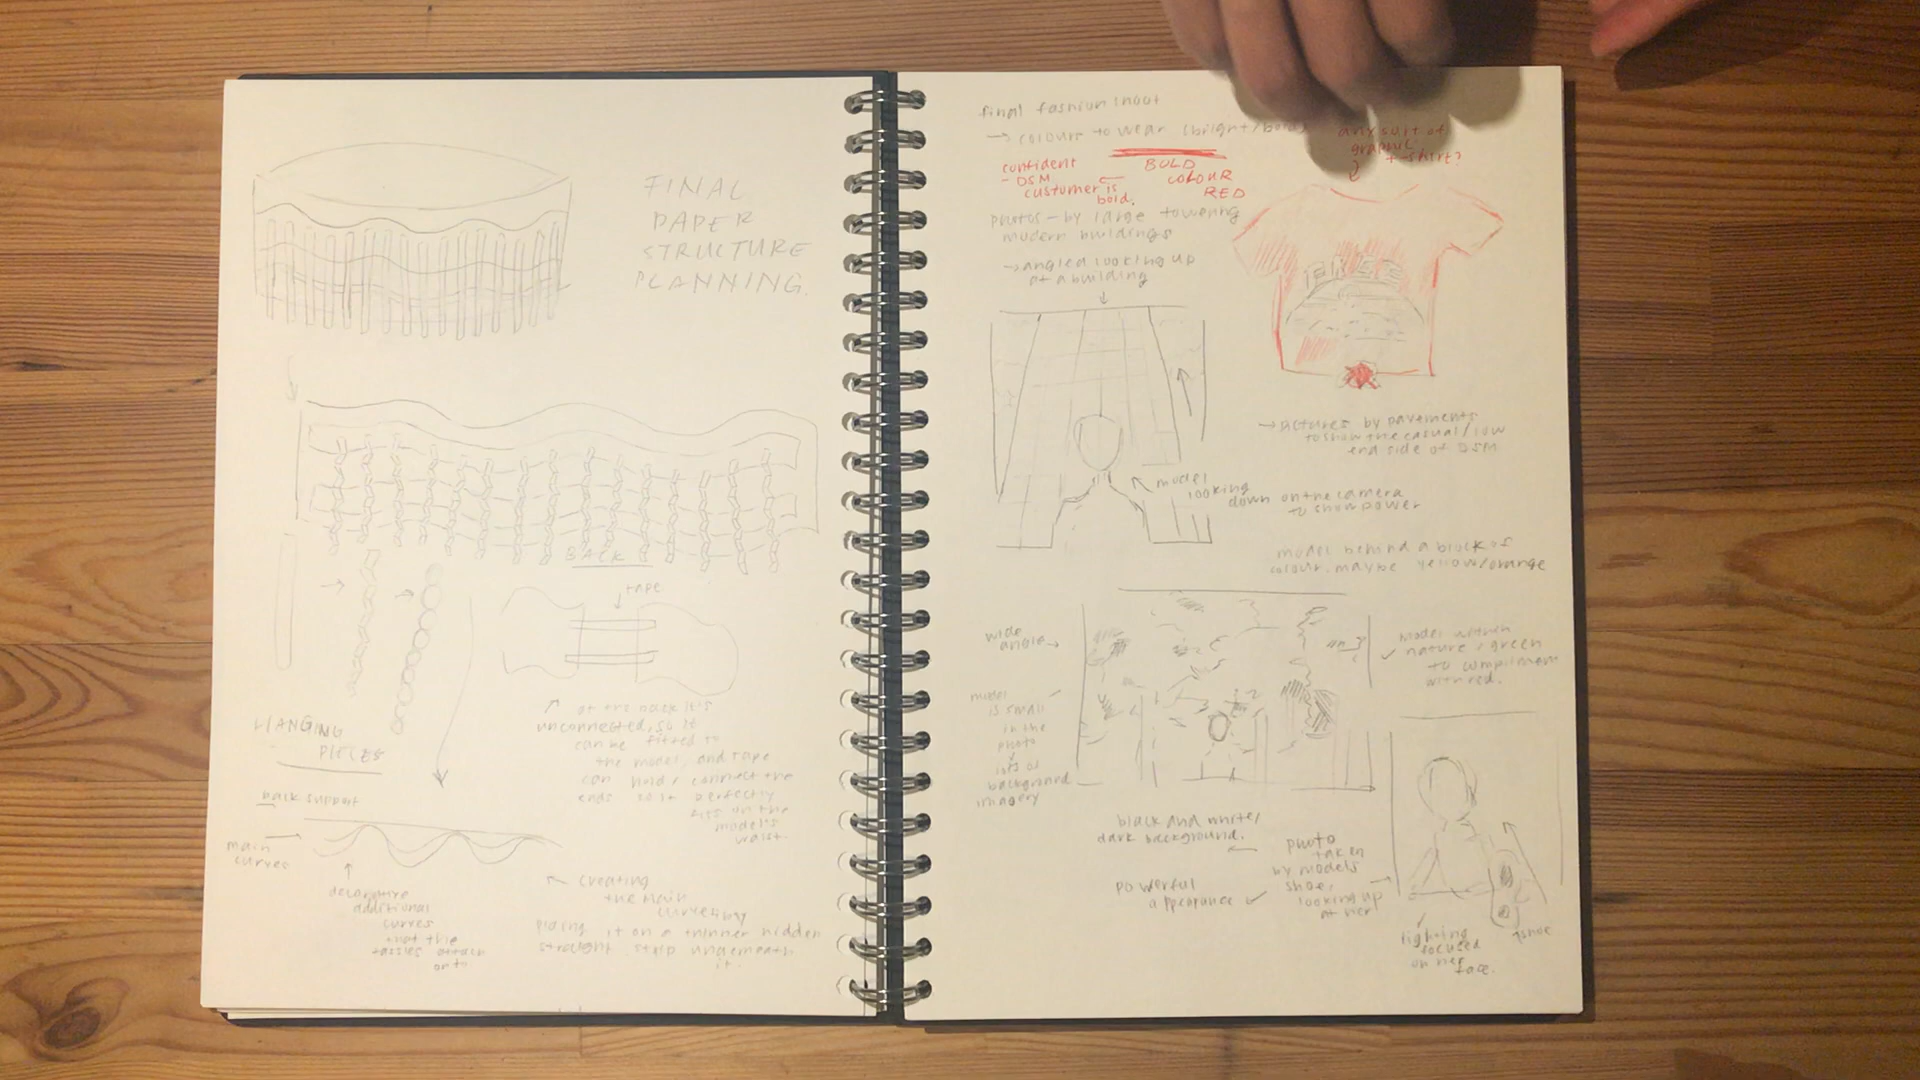 FINAL
PAPER
STRUCTURE
PLANNING.
BACK
tape
HANGING
PIECES
at the back it's
unconnected, so it
can be fitted to
the model, and tape
can hold/connect the
ends so it perfectly
fits on the
model's
waist.
back support
main
curves
decorative
additional
curves
that the
tassles attach
onto
creating
the main
curves by
placing it on a thinner hidden
straight strip underneath
it.
final fashion shoot
→ colours to wear (bright/bold)
confident
- DSM
customer is
bold.
BOLD
COLOUR
RED
any sort of
graphic
t-shirt?
photos - by large towering
modern buildings
→ angled looking up
at a building
→ pictures by pavements
to show the casual/low
end side of DSM
model
looking
down on the camera
to show power
model behind a block of
colour, maybe yellow/orange
wide
angle →
model
is small
in the
photo
lots of
background
imagery
model within
nature/green
to compliment
with red.
black and white/
dark background.
powerful
appearance
photo
taken
by models
shoe,
looking up
at her
lighting
focused
on her
face.
shoe